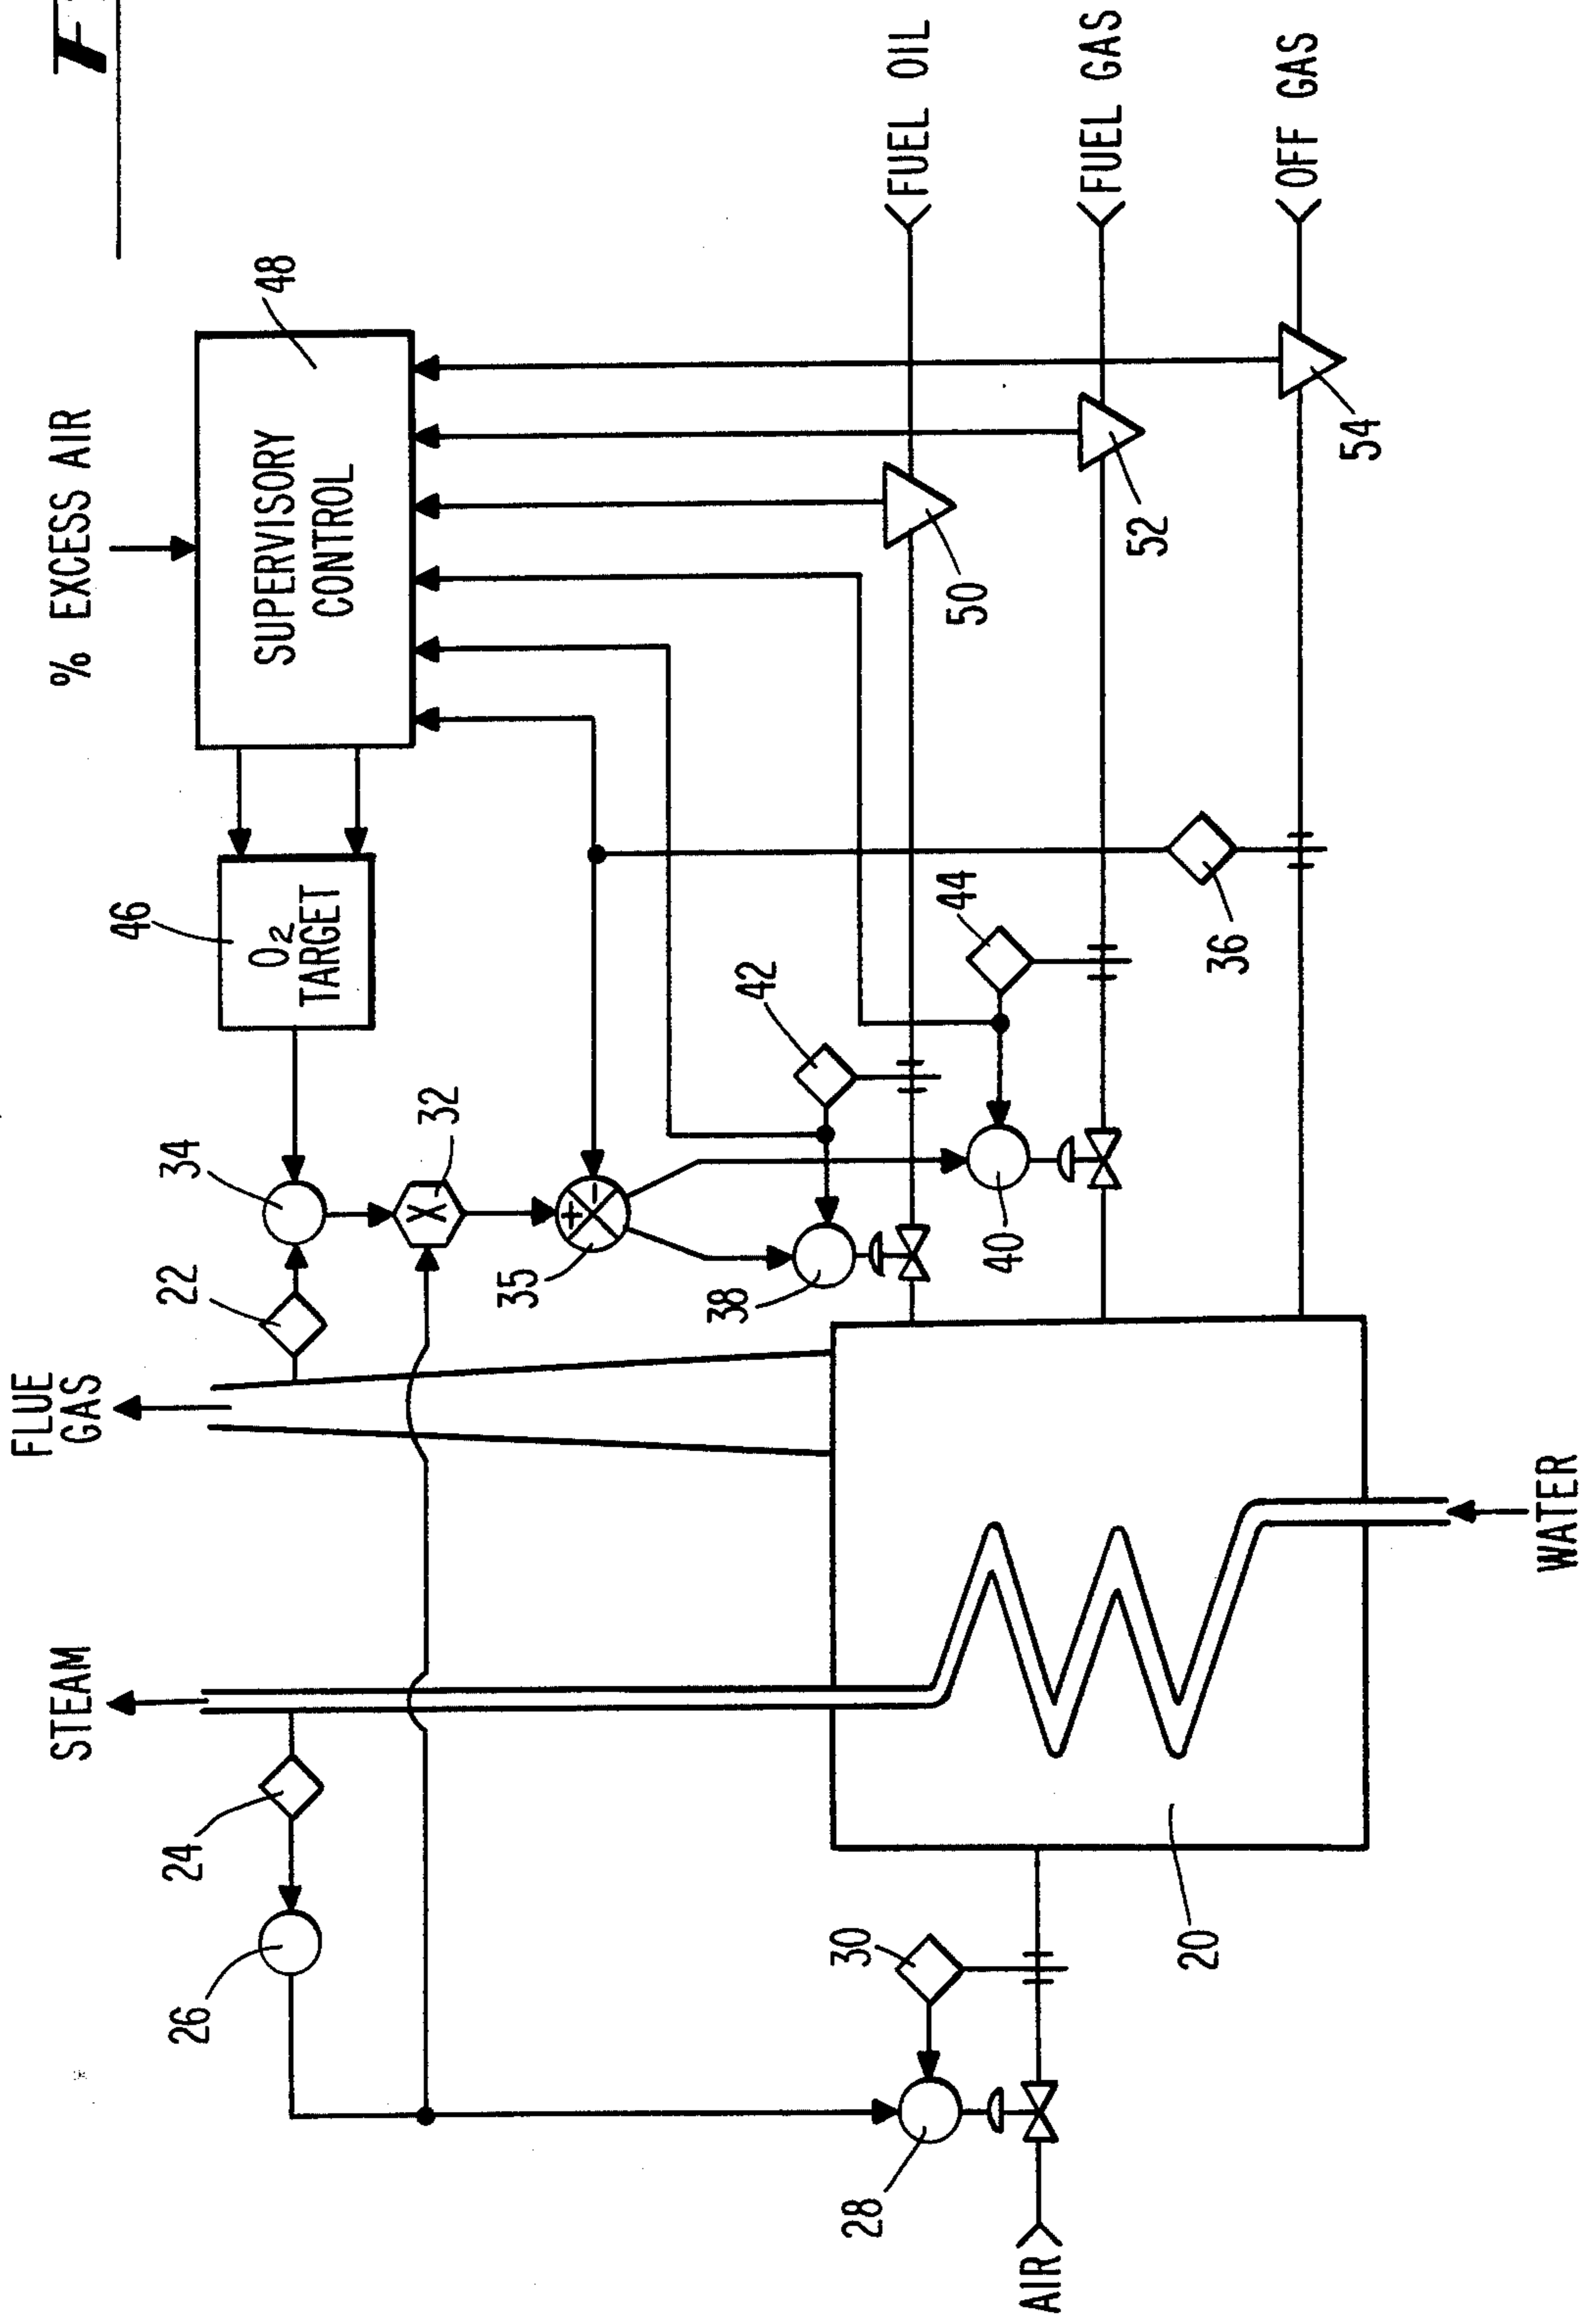 F
% EXCESS AIR
48
SUPERVISORY
CONTROL
46
O₂
TARGET
FLUE
GAS
STEAM
22
34
32
24
26
+
−
X
35
42
44
36
38
40
50
52
54
FUEL OIL
FUEL GAS
OFF GAS
30
28
20
AIR
WATER